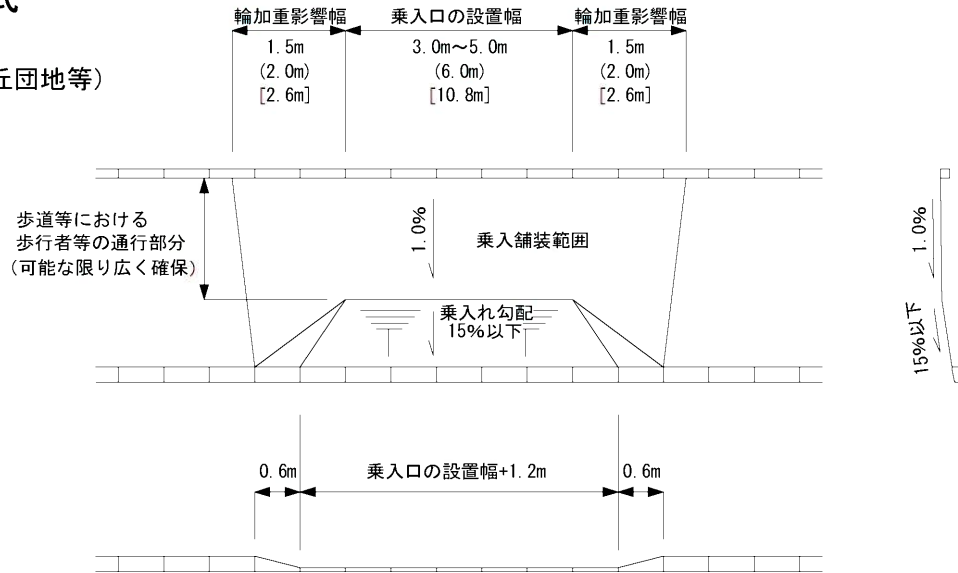 式
丘団地等)
輪加重影響幅
乗入口の設置幅
輪加重影響幅
1.5m
3.0m～5.0m
1.5m
(2.0m)
(6.0m)
(2.0m)
[2.6m]
[10.8m]
[2.6m]
歩道等における
歩行者等の通行部分
(可能な限り広く確保)
1.0%
乗入舗装範囲
1.0%
乗入れ勾配
15%以下
15%以下
0.6m
乗入口の設置幅+1.2m
0.6m